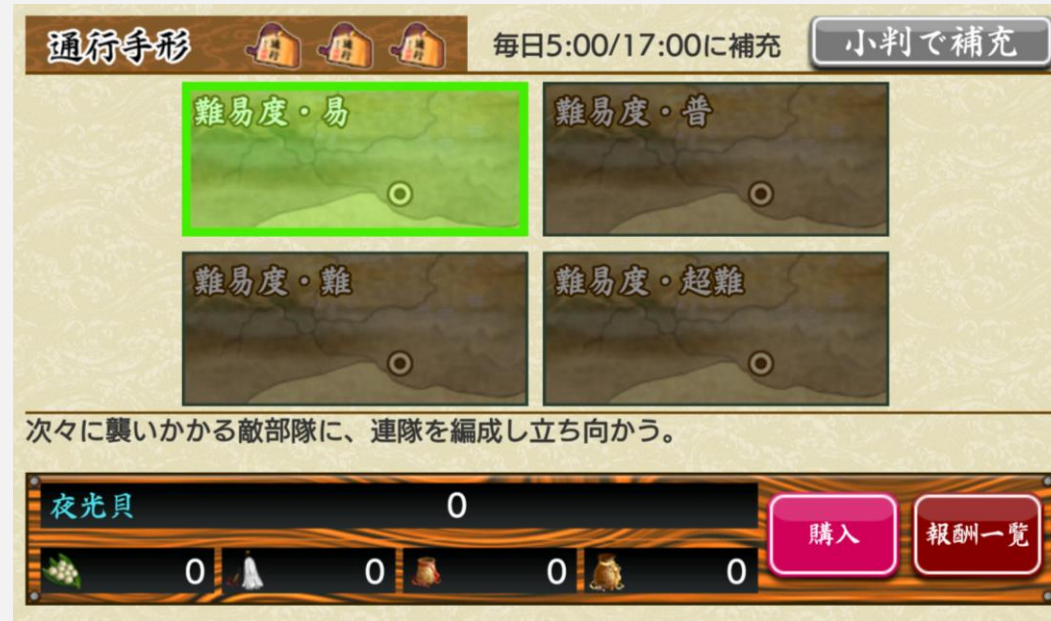 通行手形 毎日5:00/17:00に補充 小判で補充
難易度・易 難易度・普
難易度・難 難易度・超難
次々に襲いかかる敵部隊に、連隊を編成し立ち向かう。
夜光貝 0
購入 報酬一覧
0 0 0 0